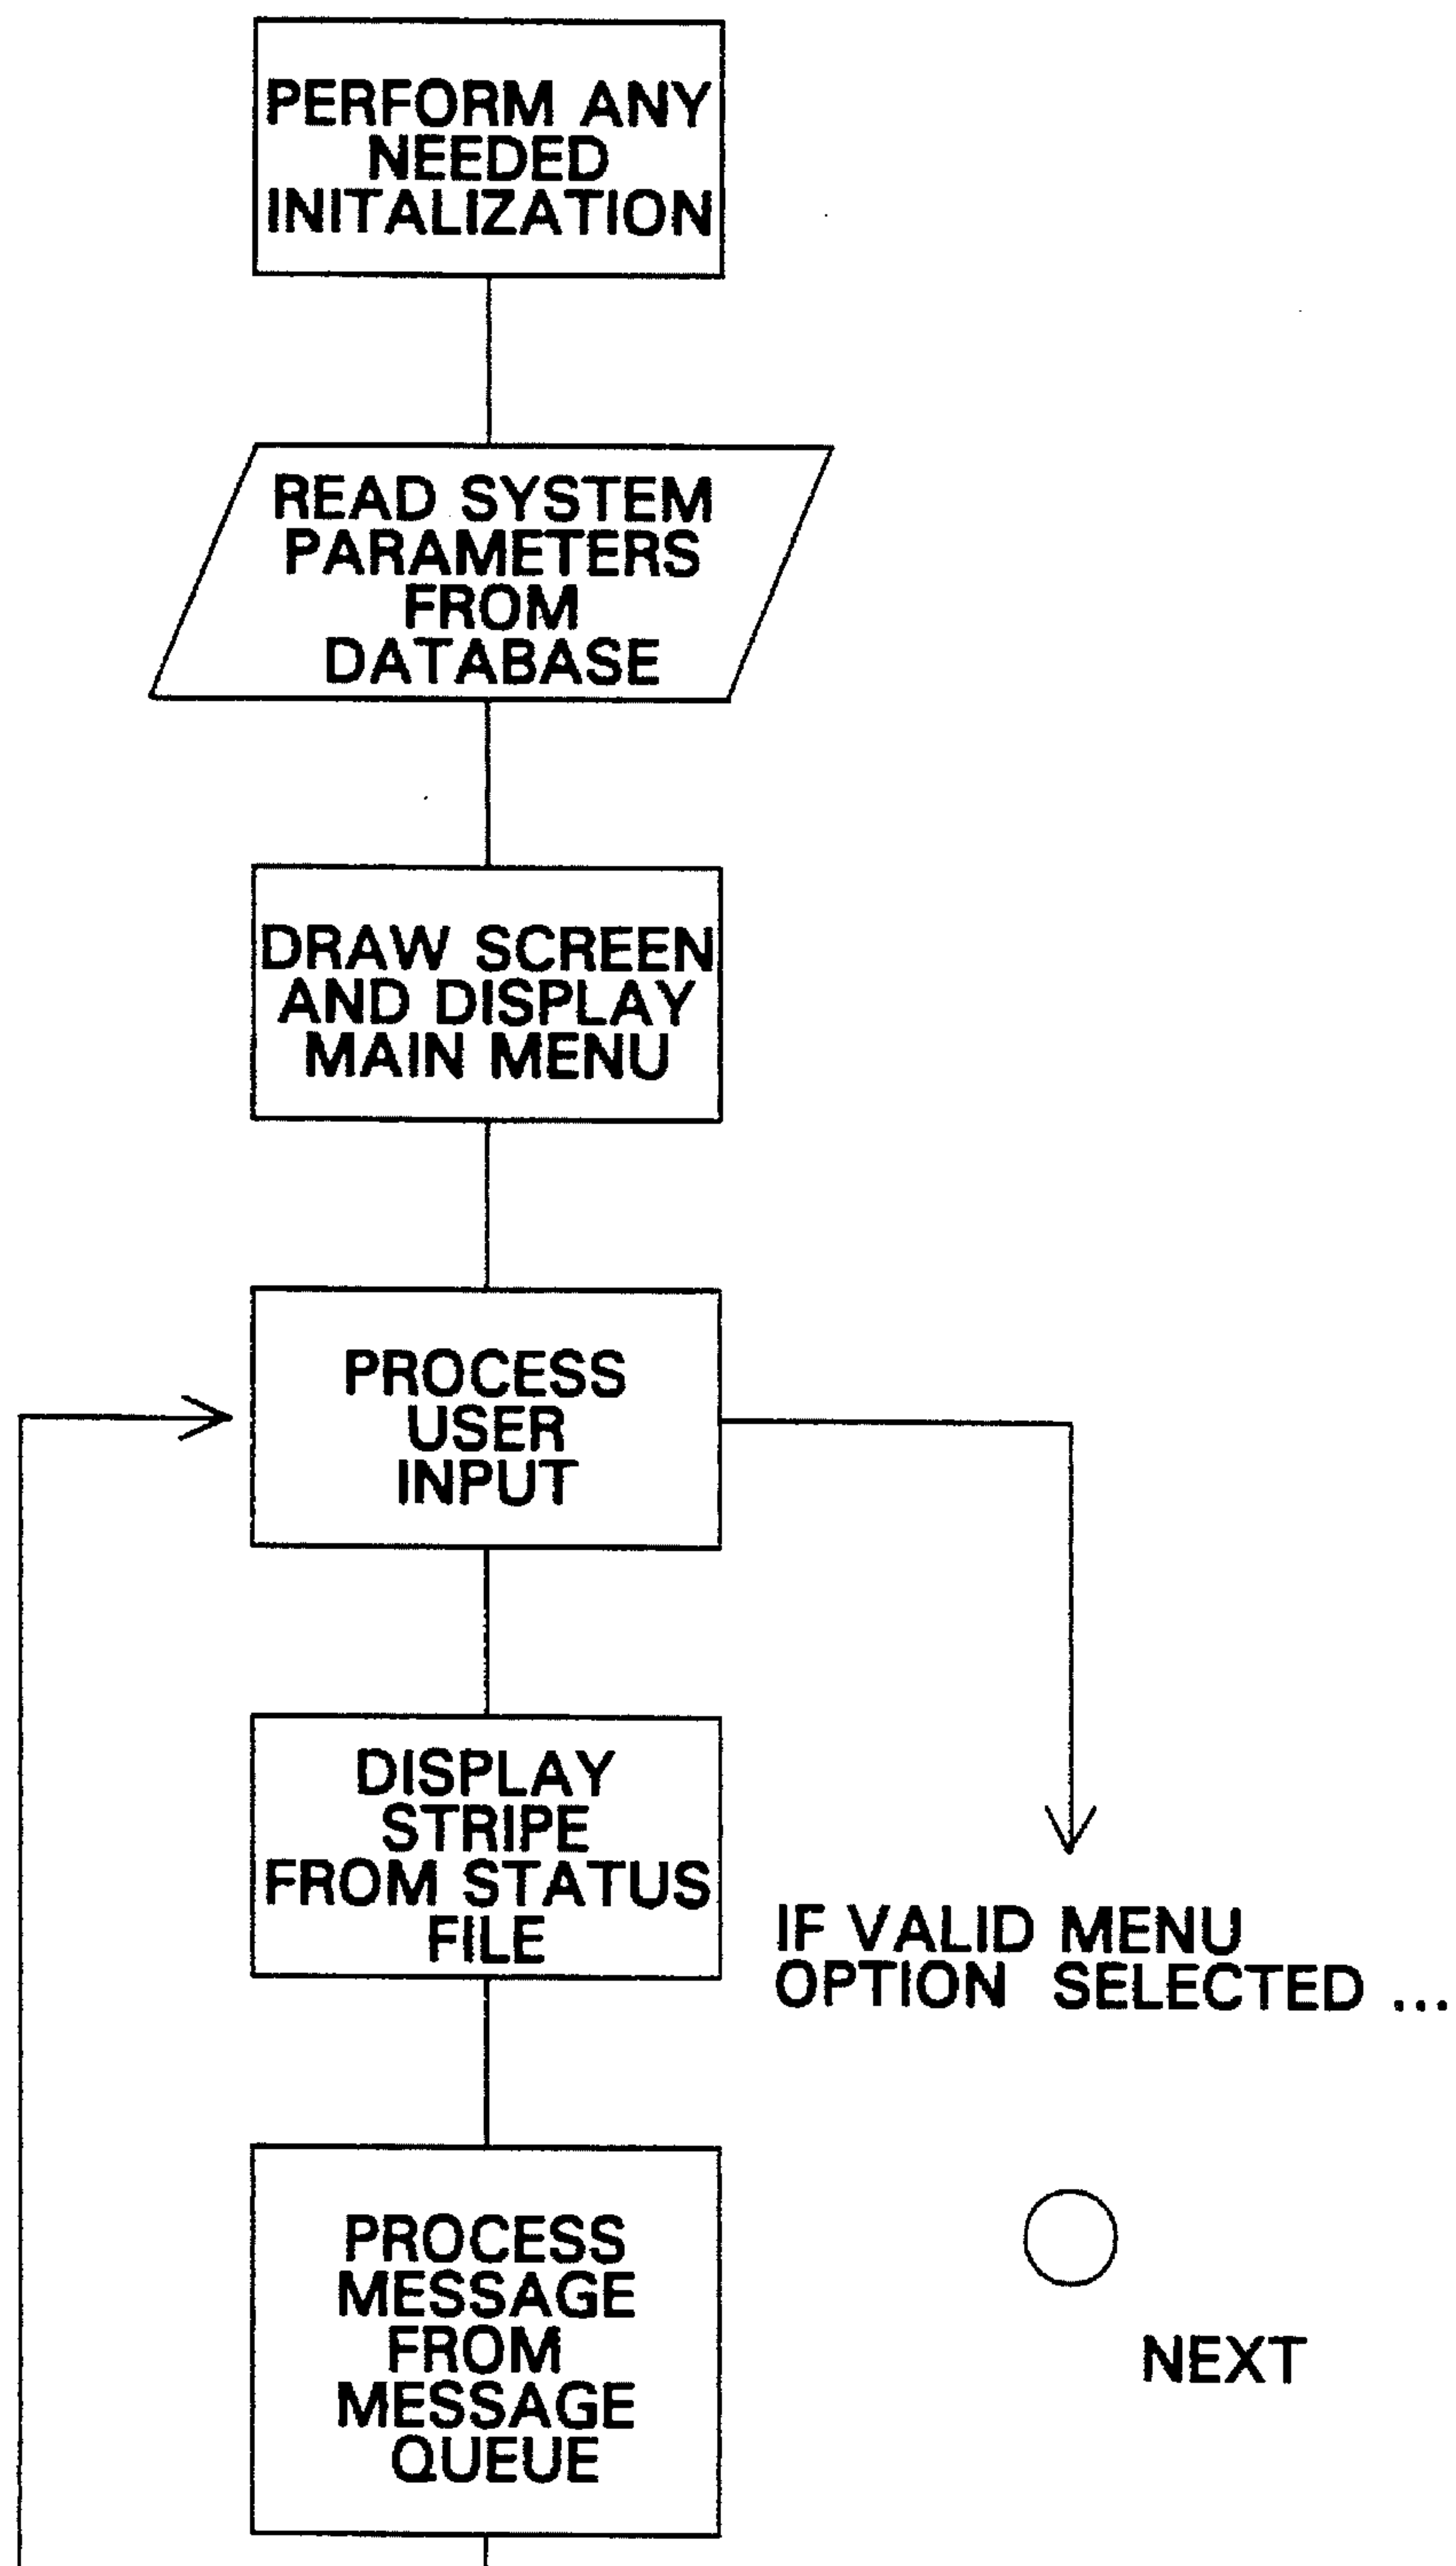 PERFORM ANY
NEEDED
INITALIZATION
READ SYSTEM
PARAMETERS
FROM
DATABASE
DRAW SCREEN
AND DISPLAY
MAIN MENU
PROCESS
USER
INPUT
DISPLAY
STRIPE
FROM STATUS
FILE
IF VALID MENU
OPTION SELECTED ...
PROCESS
MESSAGE
FROM
MESSAGE
QUEUE
NEXT